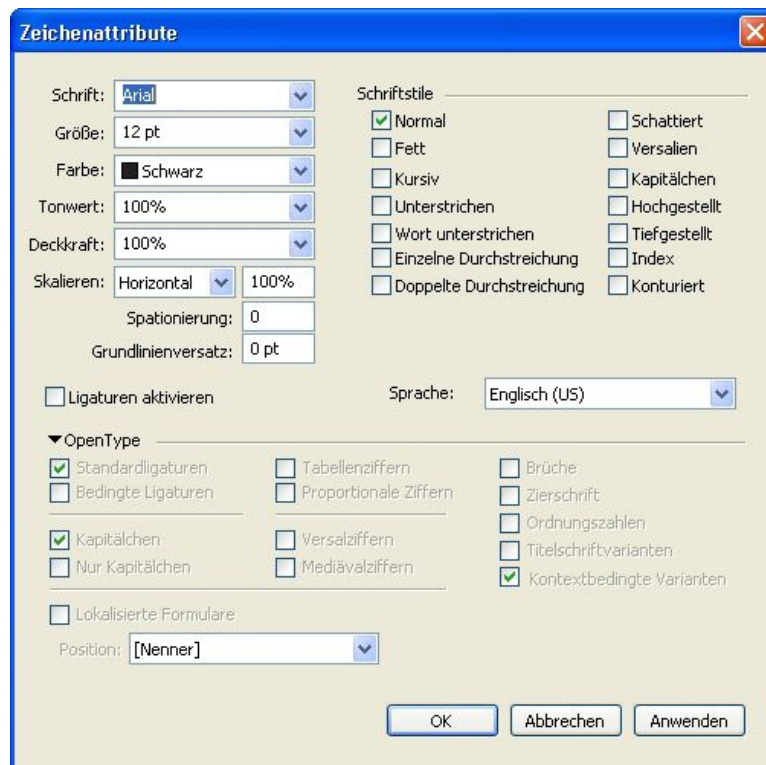 Zeichenattribute
Schrift: Arial
Größe: 12 pt
Farbe: Schwarz
Tonwert: 100%
Deckkraft: 100%
Skalieren: Horizontal 100%
Spationierung: 0
Grundlinienversatz: 0 pt
Schriftstile
Normal
Fett
Kursiv
Unterstrichen
Wort unterstrichen
Einzelne Durchstreichung
Doppelte Durchstreichung
Schattiert
Versalien
Kapitälchen
Hochgestellt
Tiefgestellt
Index
Konturiert
Ligaturen aktivieren
Sprache: Englisch (US)
OpenType
Standardligaturen
Bedingte Ligaturen
Tabellenziffern
Proportionale Ziffern
Kapitälchen
Nur Kapitälchen
Versalziffern
Mediävalziffern
Brüche
Zierschrift
Ordnungszahlen
Titelschriftvarianten
Kontextbedingte Varianten
Lokalisierte Formulare
Position: [Nenner]
OK Abbrechen Anwenden